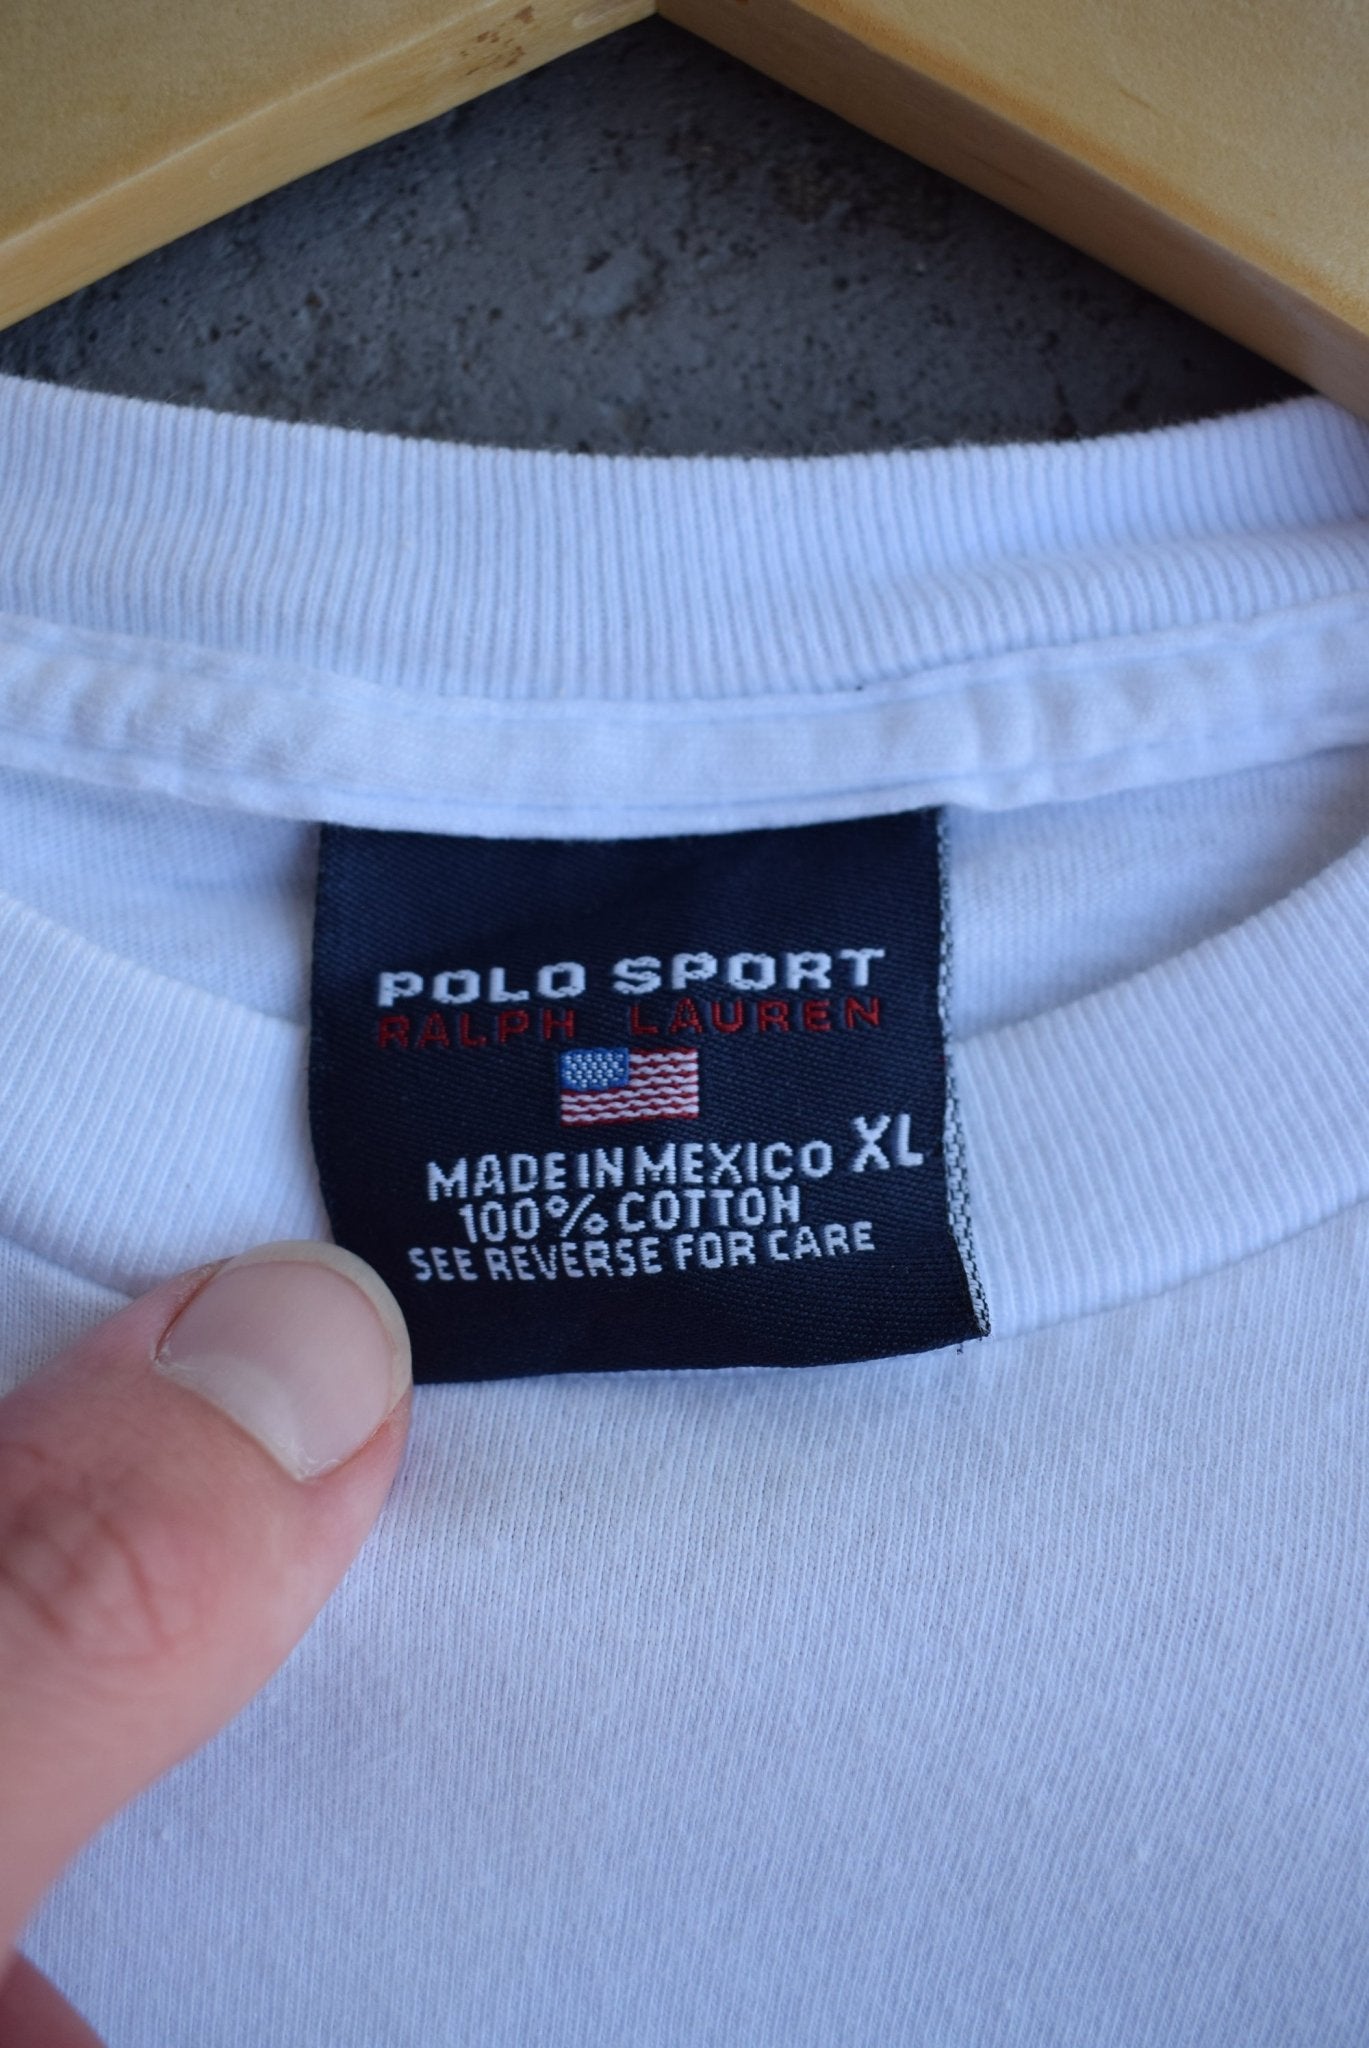 POLO SPORT
RALPH LAUREN
MADE IN MEXICO XL
100% COTTON
SEE REVERSE FOR CARE